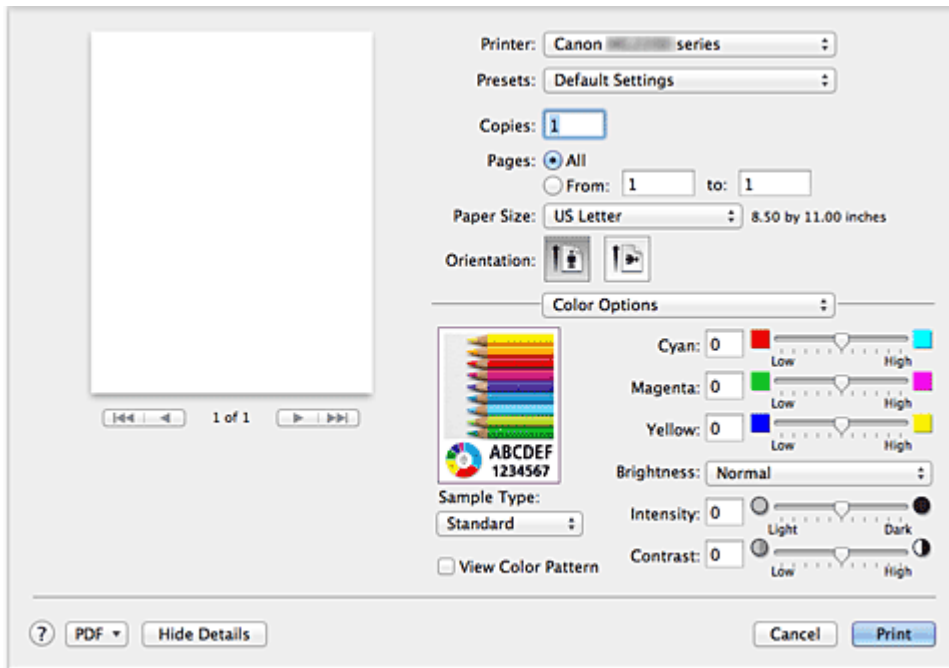 Printer: Canon series
Presets: Default Settings
Copies: 1
Pages: All
From: 1 to: 1
Paper Size: US Letter 8.50 by 11.00 inches
Orientation:
Color Options
ABCDEF
1234567
Sample Type:
Standard
View Color Pattern
Cyan: 0
Low High
Magenta: 0
Low High
Yellow: 0
Low High
Brightness: Normal
Intensity: 0
Light Dark
Contrast: 0
Low High
1 of 1
? PDF Hide Details Cancel Print